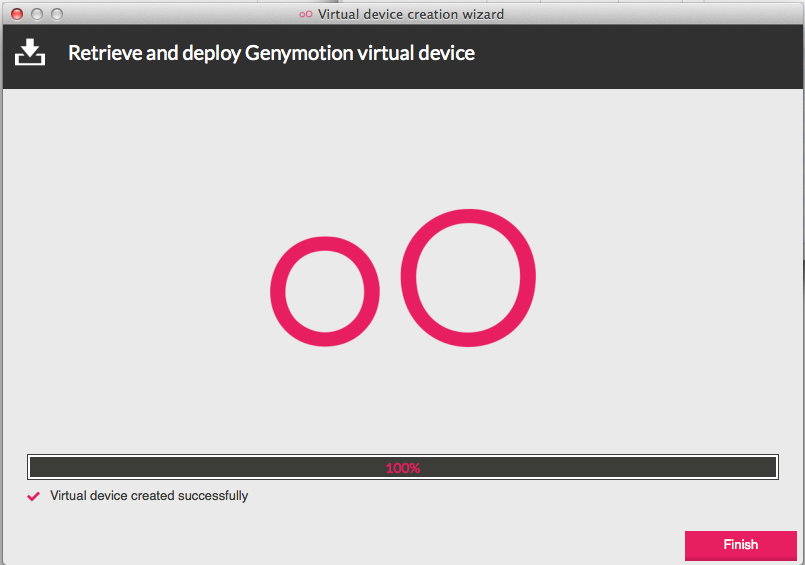 Virtual device creation wizard
Retrieve and deploy Genymotion virtual device
100%
Virtual device created successfully
Finish